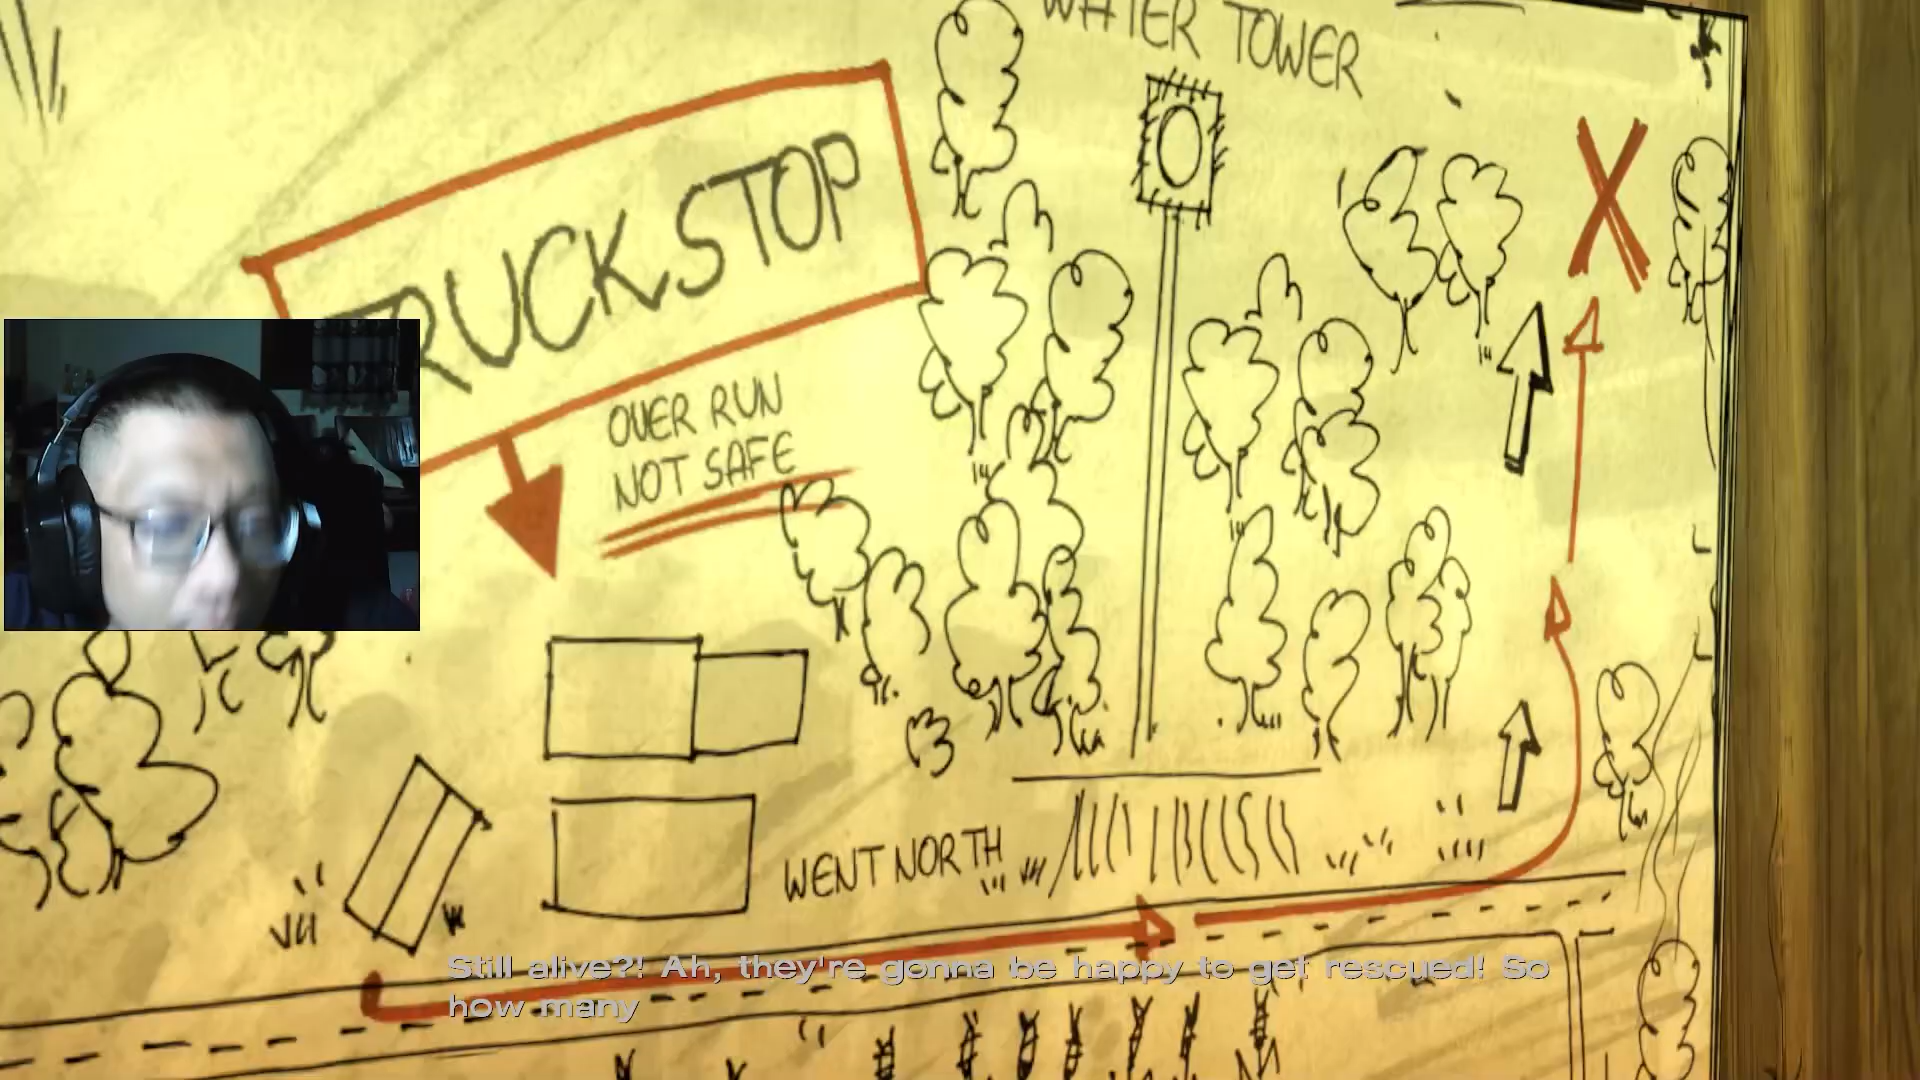 WATER TOWER
TRUCK STOP
OVER RUN
NOT SAFE
WENT NORTH
Still alive?! Ah, they're gonna be happy to get rescued! So
how many